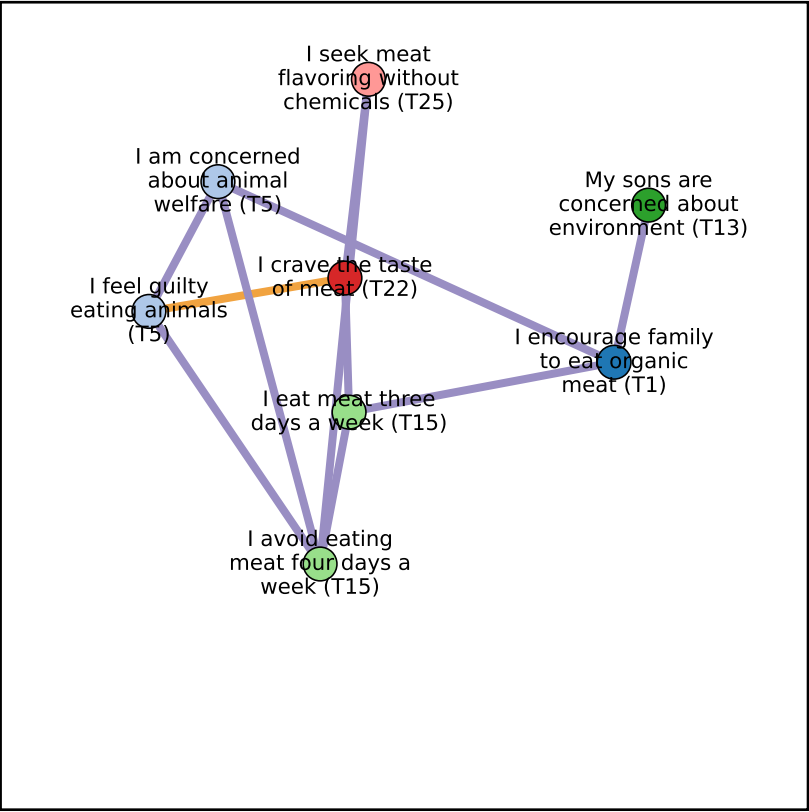 I seek meat
flavoring without
chemicals (T25)
I am concerned
about animal
welfare (T5)
My sons are
concerned about
environment (T13)
I crave the taste
of meat (T22)
I feel guilty
eating animals
(T5)
I encourage family
to eat organic
meat (T1)
I eat meat three
days a week (T15)
I avoid eating
meat four days a
week (T15)